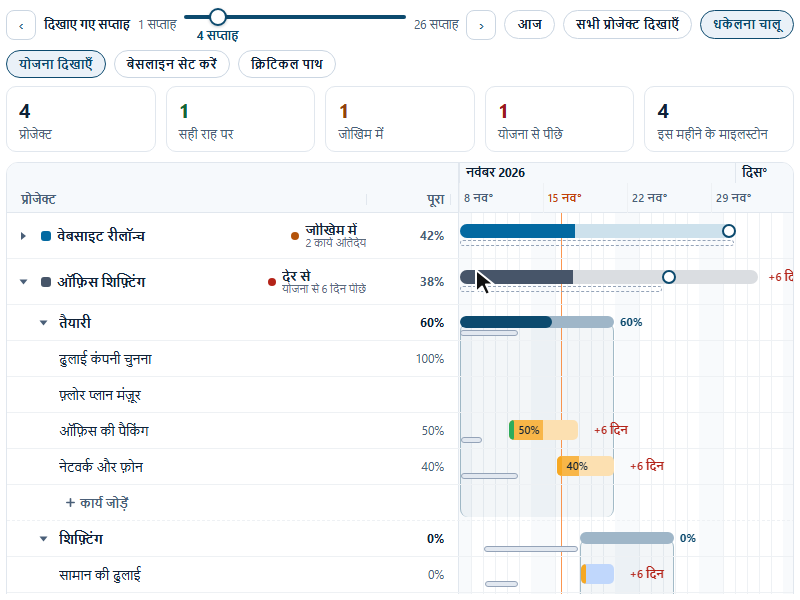 ‹ दिखाए गए सप्ताह 1 सप्ताह 26 सप्ताह › आज सभी प्रोजेक्ट दिखाएँ धकेलना चालू
4 सप्ताह
योजना दिखाएँ बेसलाइन सेट करें क्रिटिकल पाथ
4 1 1 1 4
प्रोजेक्ट सही राह पर जोखिम में योजना से पीछे इस महीने के माइलस्टोन
नवंबर 2026 दिस॰
प्रोजेक्ट पूरा 8 नव॰ 15 नव॰ 22 नव॰ 29 नव॰
वेबसाइट रीलॉन्च जोखिम में 42%
2 कार्य अतिदेय
ऑफ़िस शिफ़्टिंग देर से 38%
योजना से 6 दिन पीछे
तैयारी 60% 60%
ढुलाई कंपनी चुनना 100%
फ़्लोर प्लान मंज़ूर
ऑफ़िस की पैकिंग 50% 50% +6 दिन
नेटवर्क और फ़ोन 40% 40% +6 दिन
+ कार्य जोड़ें
शिफ़्टिंग 0% 0%
सामान की ढुलाई 0% +6 दिन